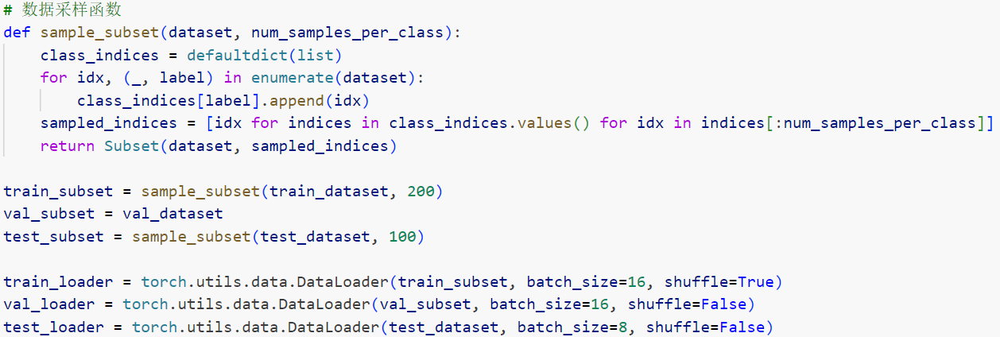 # 数据采样函数
def sample_subset(dataset, num_samples_per_class):
    class_indices = defaultdict(list)
    for idx, (_, label) in enumerate(dataset):
        class_indices[label].append(idx)
    sampled_indices = [idx for indices in class_indices.values() for idx in indices[:num_samples_per_class]]
    return Subset(dataset, sampled_indices)

train_subset = sample_subset(train_dataset, 200)
val_subset = val_dataset
test_subset = sample_subset(test_dataset, 100)

train_loader = torch.utils.data.DataLoader(train_subset, batch_size=16, shuffle=True)
val_loader = torch.utils.data.DataLoader(val_subset, batch_size=16, shuffle=False)
test_loader = torch.utils.data.DataLoader(test_dataset, batch_size=8, shuffle=False)